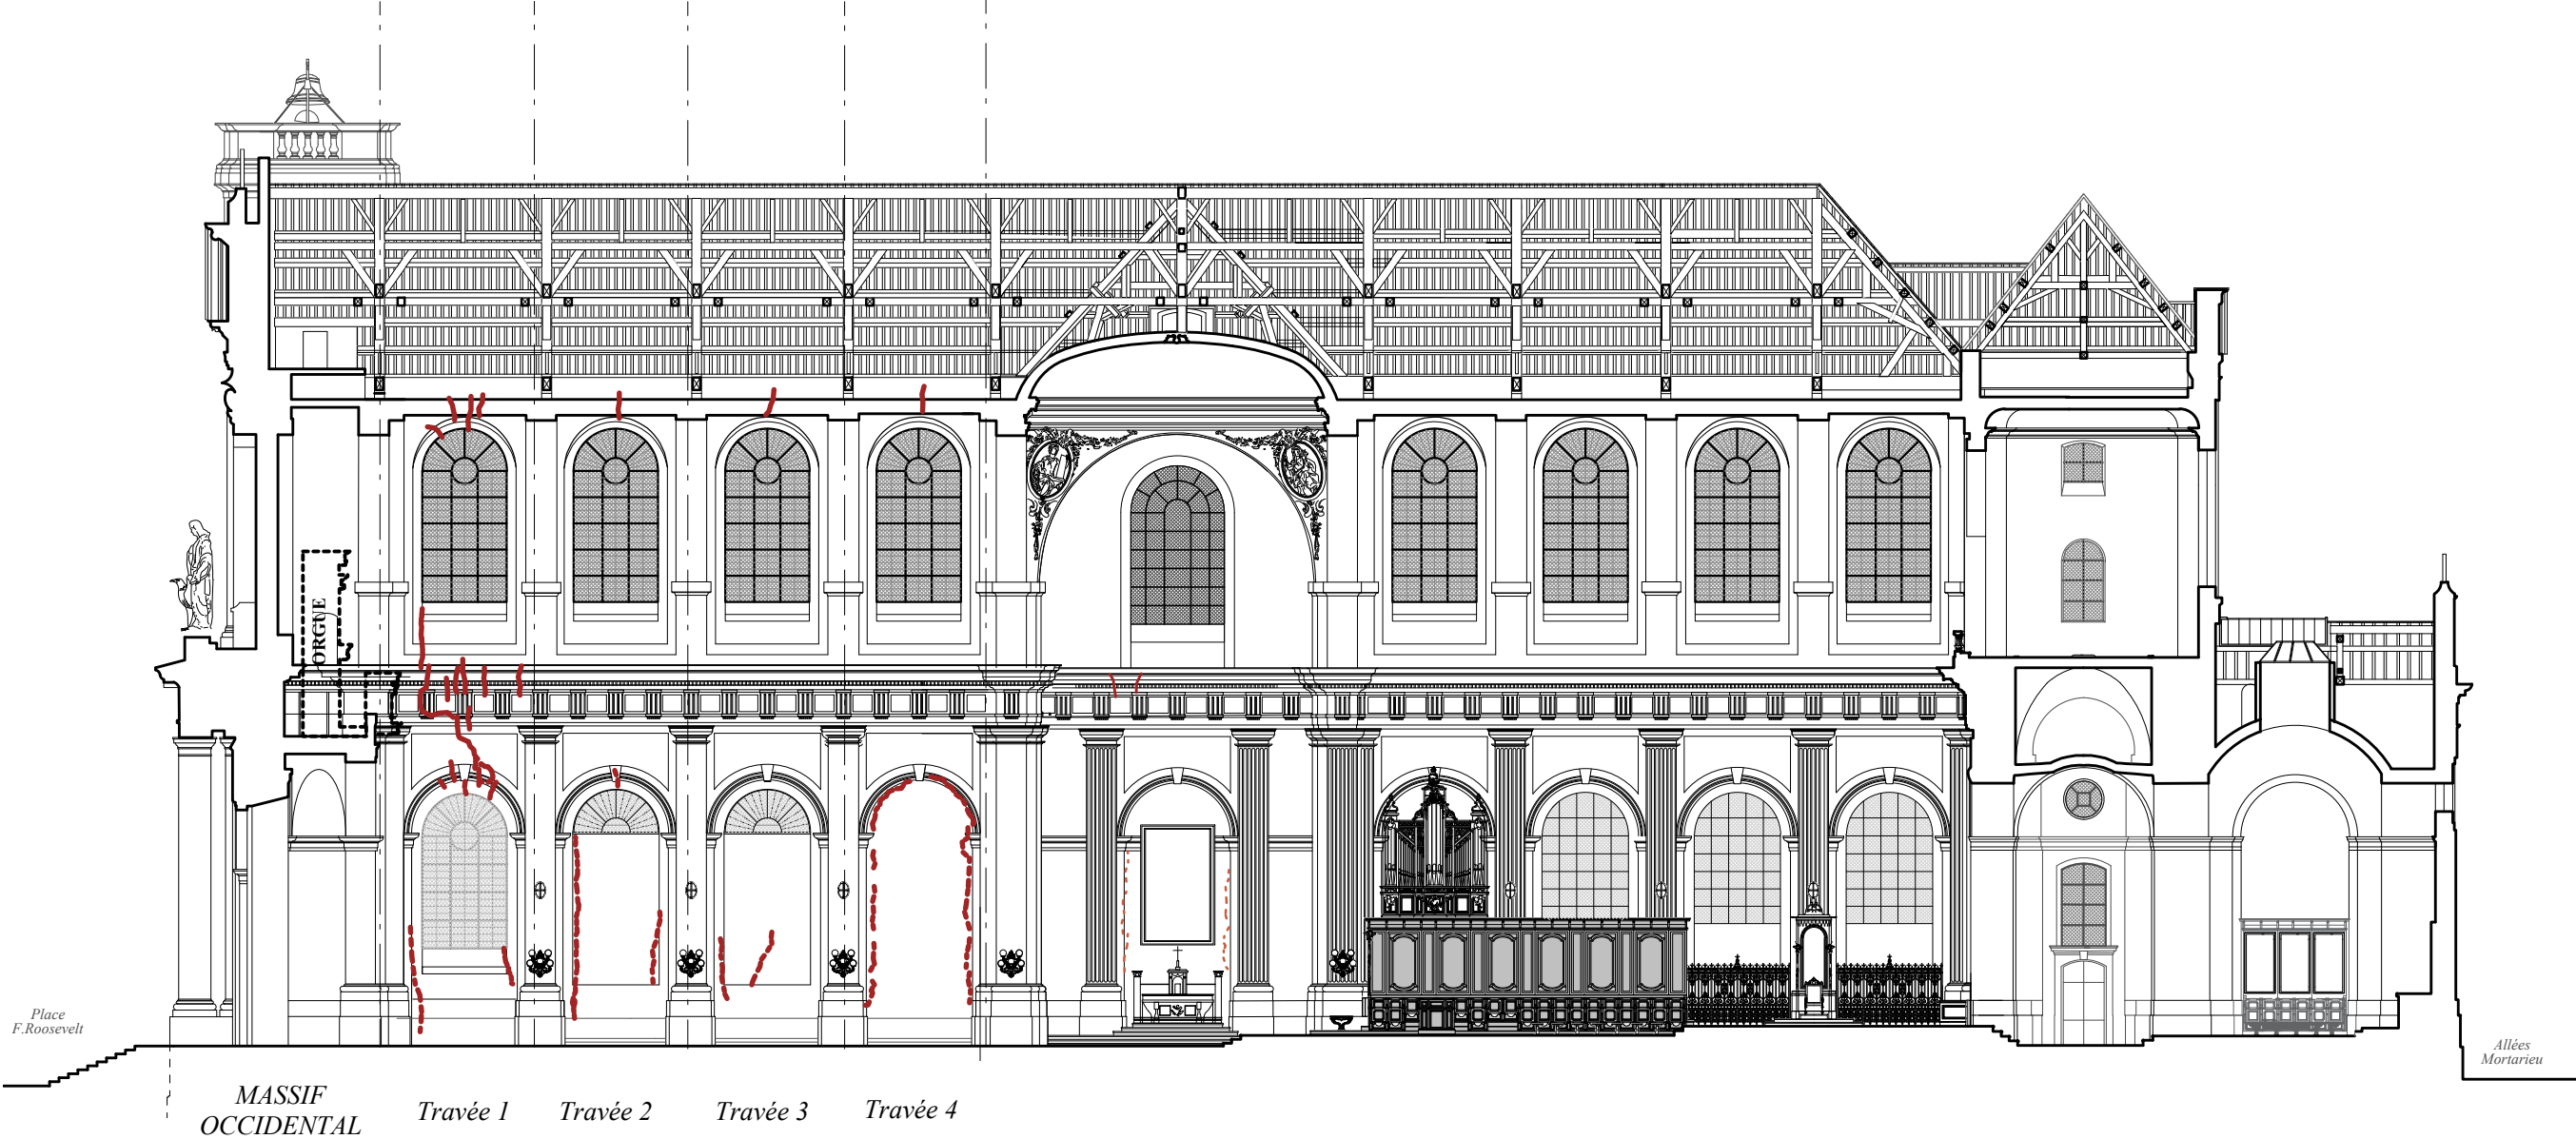 ORGUE
Place
F.Roosevelt
Allées
Mortarieu
MASSIF
OCCIDENTAL
Travée 1
Travée 2
Travée 3
Travée 4